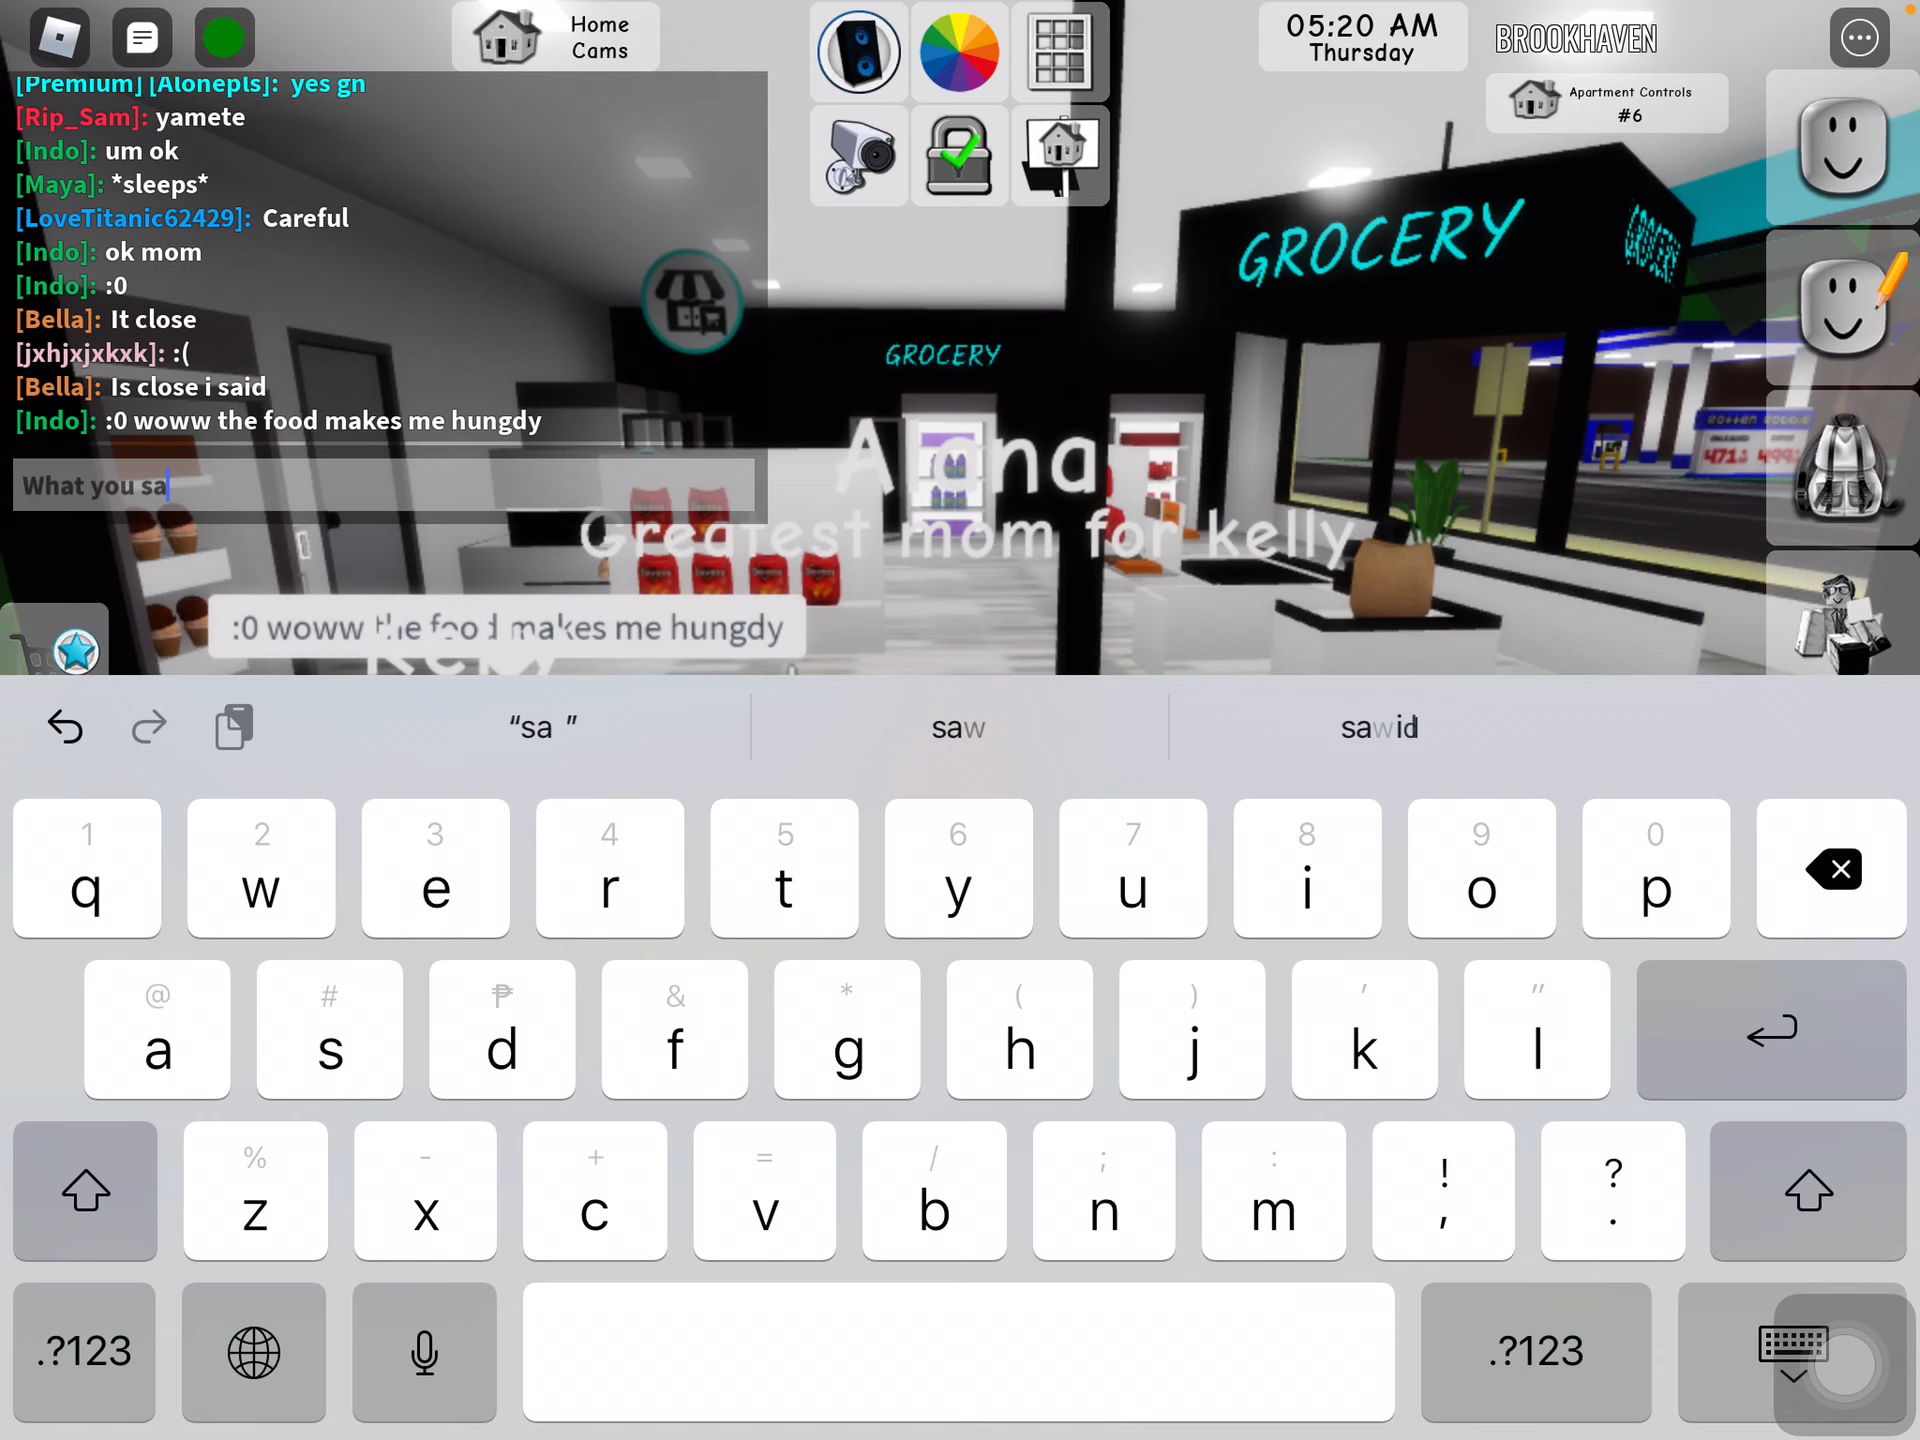 Home
Cams
05:20 AM
Thursday
BROOKHAVEN
Apartment Controls
#6
[Premium] [Alonepls]: yes gn
[Rip_Sam]: yamete
[Indo]: um ok
[Maya]: *sleeps*
[LoveTitanic62429]: Careful
[Indo]: ok mom
[Indo]: :0
[Bella]: It close
[jxhjxjxkxk]: :(
[Bella]: Is close i said
[Indo]: :0 woww the food makes me hungdy
What you sa
GROCERY
GROCERY
GROCERY
Greatest mom for kelly
:0 woww the food makes me hungdy
“sa ”
saw
1 2 3 4 5 6 7 8 9 0
q w e r t y u i o p
@ # ₱ & * ( ) ' "
a s d f g h j k l
% - + = / ; : ! ?
z x c v b n m , .
.?123
.?123